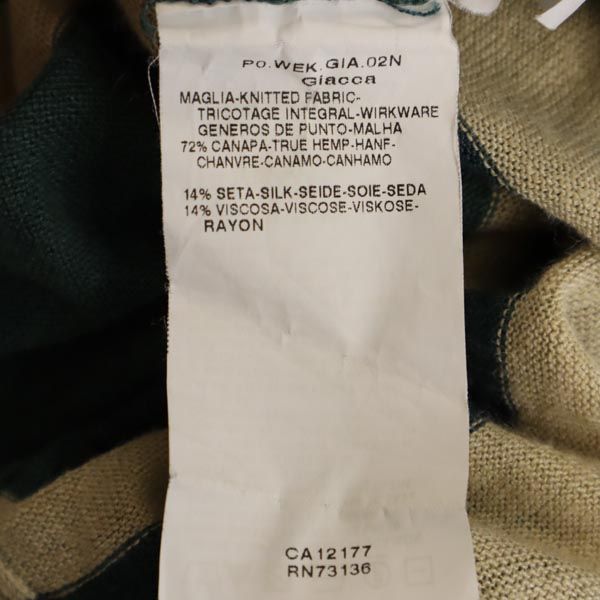 PO.WEK.GIA.02N
Giacca
MAGLIA-KNITTED FABRIC-
TRICOTAGE INTEGRAL-WIRKWARE
GENEROS DE PUNTO-MALHA
72% CANAPA-TRUE HEMP-HANF-
CHANVRE-CANAMO-CANHAMO
14% SETA-SILK-SEIDE-SOIE-SEDA
14% VISCOSA-VISCOSE-VISKOSE-
RAYON
CA12177
RN73136